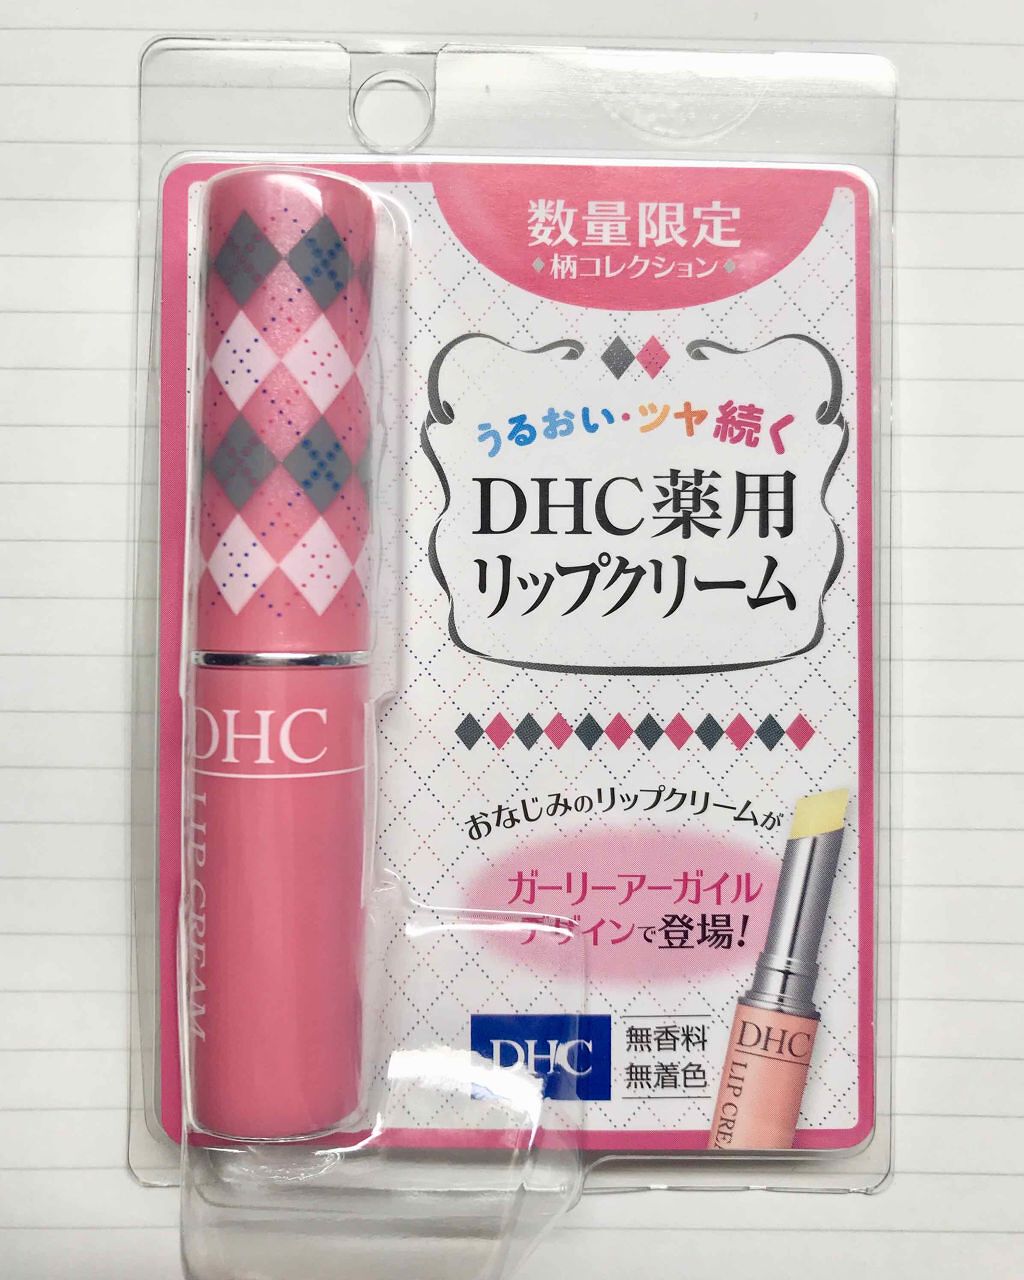 数量限定
柄コレクション
うるおい・ツヤ続く
DHC薬用
リップクリーム
おなじみのリップクリームが
ガーリーアーガイル
デザインで登場!
DHC
無香料
無着色
DHC
LIP CREAM
DHC
LIP CREA